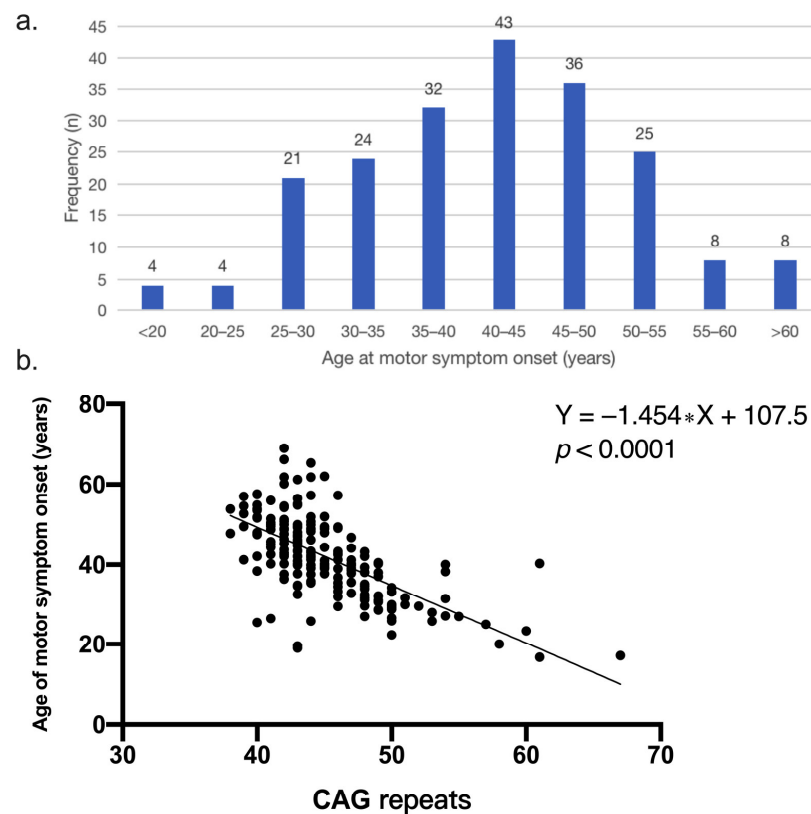 a.
45
40
35
30
25
20
15
10
5
0
Frequency (n)
4
4
21
24
32
43
36
25
8
8
<20 20–25 25–30 30–35 35–40 40–45 45–50 50–55 55–60 >60
Age at motor symptom onset (years)
b.
80
60
40
20
0
Age of motor symptom onset (years)
Y = –1.454*X + 107.5
p < 0.0001
30 40 50 60 70
CAG repeats